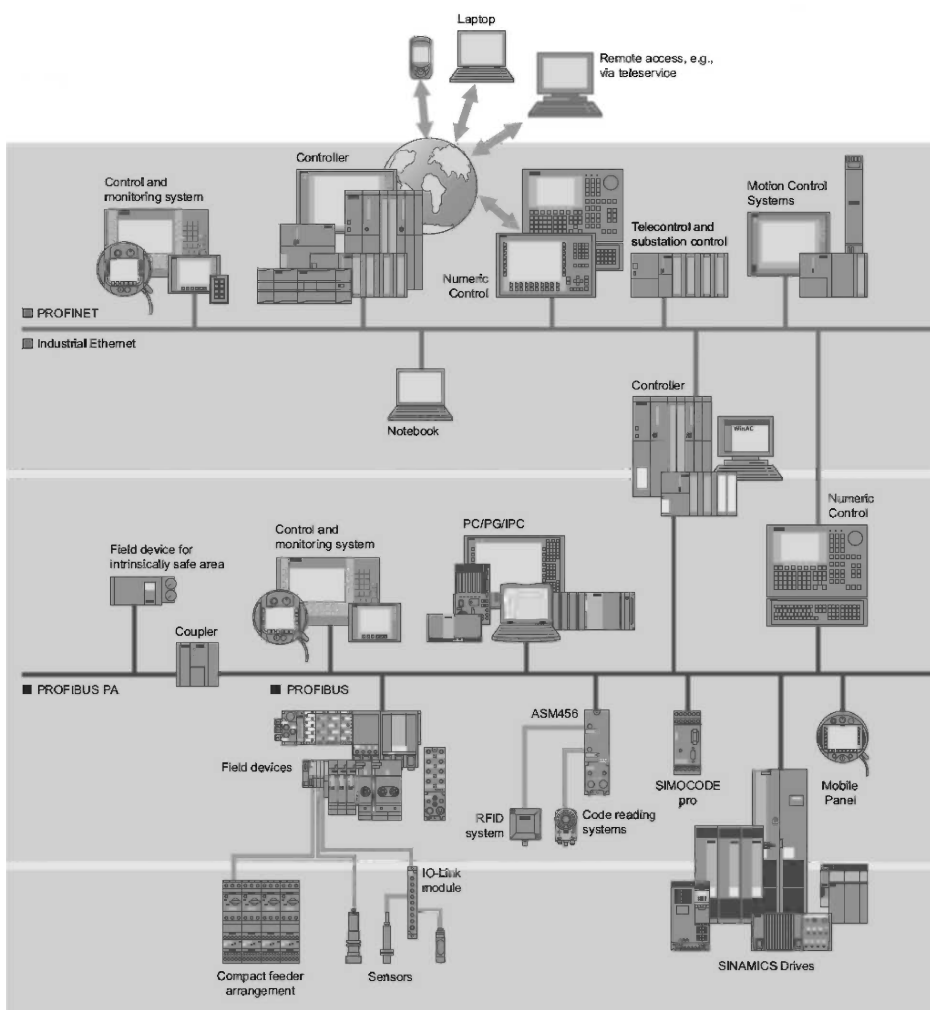 Laptop
Remote access, e.g.,
via teleservice
Controller
Control and
monitoring system
Motion Control
Systems
Telecontrol and
substation control
Numeric
Control
PROFINET
Industrial Ethernet
Controller
WinAC
Notebook
Numeric
Control
PC/PG/IPC
Control and
monitoring system
Field device for
intrinsically safe area
Coupler
PROFIBUS PA
PROFIBUS
ASM456
Field devices
SIMOCODE
pro
Mobile
Panel
RFID
system
Code reading
systems
IO-Link
module
Compact feeder
arrangement
Sensors
SINAMICS Drives